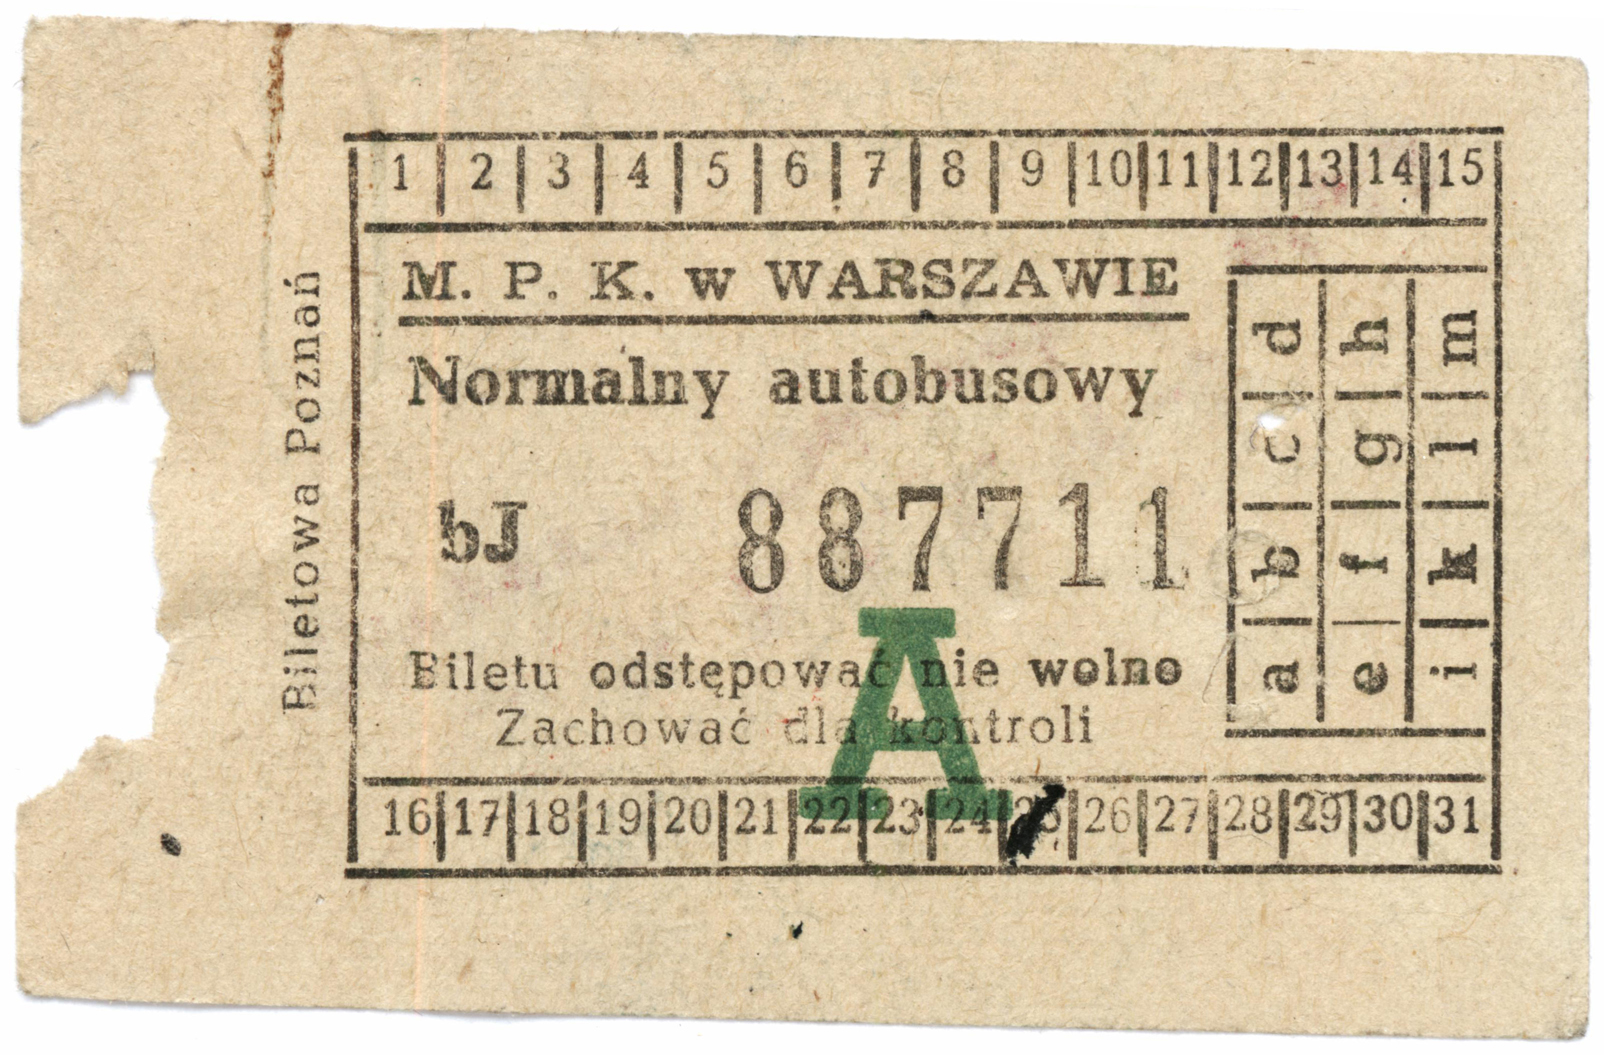 Biletowa Poznań
1 2 3 4 5 6 7 8 9 10 11 12 13 14 15
M. P. K. w WARSZAWIE
Normalny autobusowy
bJ 887711
A
Biletu odstępować nie wolno
Zachować dla kontroli
a b c d
e f g h
i k l m
16 17 18 19 20 21 22 23 24 25 26 27 28 29 30 31